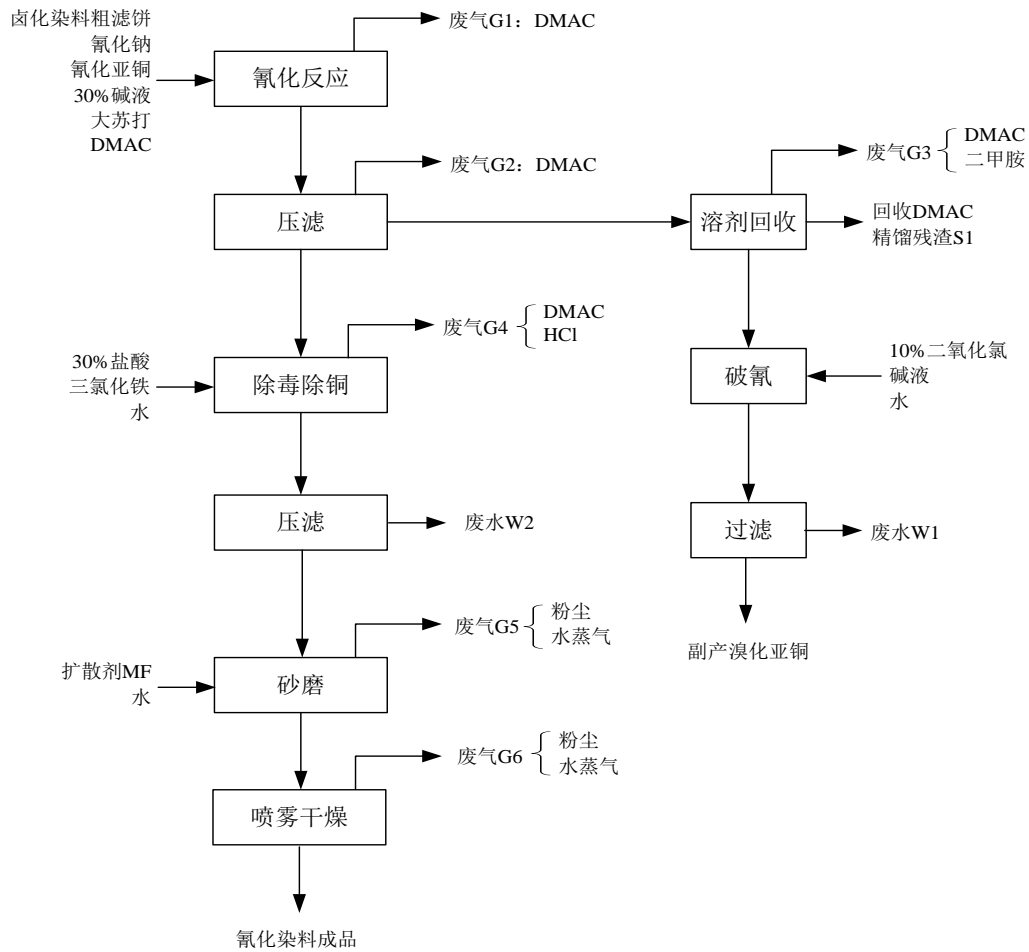 卤化染料粗滤饼
氰化钠
氰化亚铜
30%碱液
大苏打
DMAC
氰化反应
废气G1：DMAC
废气G2：DMAC
压滤
溶剂回收
废气G3
DMAC
二甲胺
回收DMAC
精馏残渣S1
30%盐酸
三氯化铁
水
除毒除铜
废气G4
DMAC
HCl
破氰
10%二氧化氯
碱液
水
压滤
废水W2
过滤
废水W1
副产溴化亚铜
扩散剂MF
水
砂磨
废气G5
粉尘
水蒸气
喷雾干燥
废气G6
粉尘
水蒸气
氰化染料成品